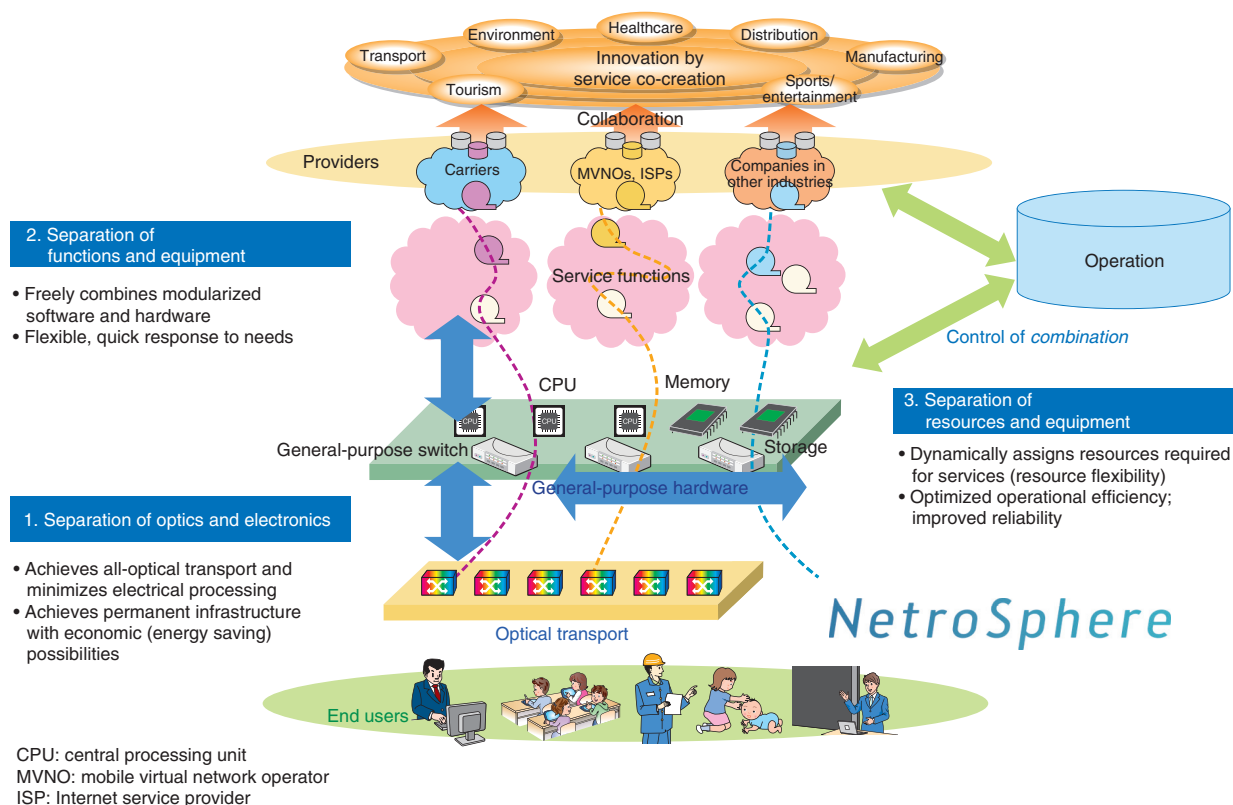 Environment
Healthcare
Distribution
Transport
Manufacturing
Innovation by
service co-creation
Tourism
Sports/
entertainment
Collaboration
Providers
Carriers
MVNOs, ISPs
Companies in
other industries
2. Separation of
functions and equipment
• Freely combines modularized
software and hardware
• Flexible, quick response to needs
Service functions
Operation
Control of combination
CPU
Memory
CPU
CPU
CPU
General-purpose switch
Storage
General-purpose hardware
3. Separation of
resources and equipment
• Dynamically assigns resources required
for services (resource flexibility)
• Optimized operational efficiency;
improved reliability
1. Separation of optics and electronics
• Achieves all-optical transport and
minimizes electrical processing
• Achieves permanent infrastructure
with economic (energy saving)
possibilities
Optical transport
NetroSphere
End users
CPU: central processing unit
MVNO: mobile virtual network operator
ISP: Internet service provider